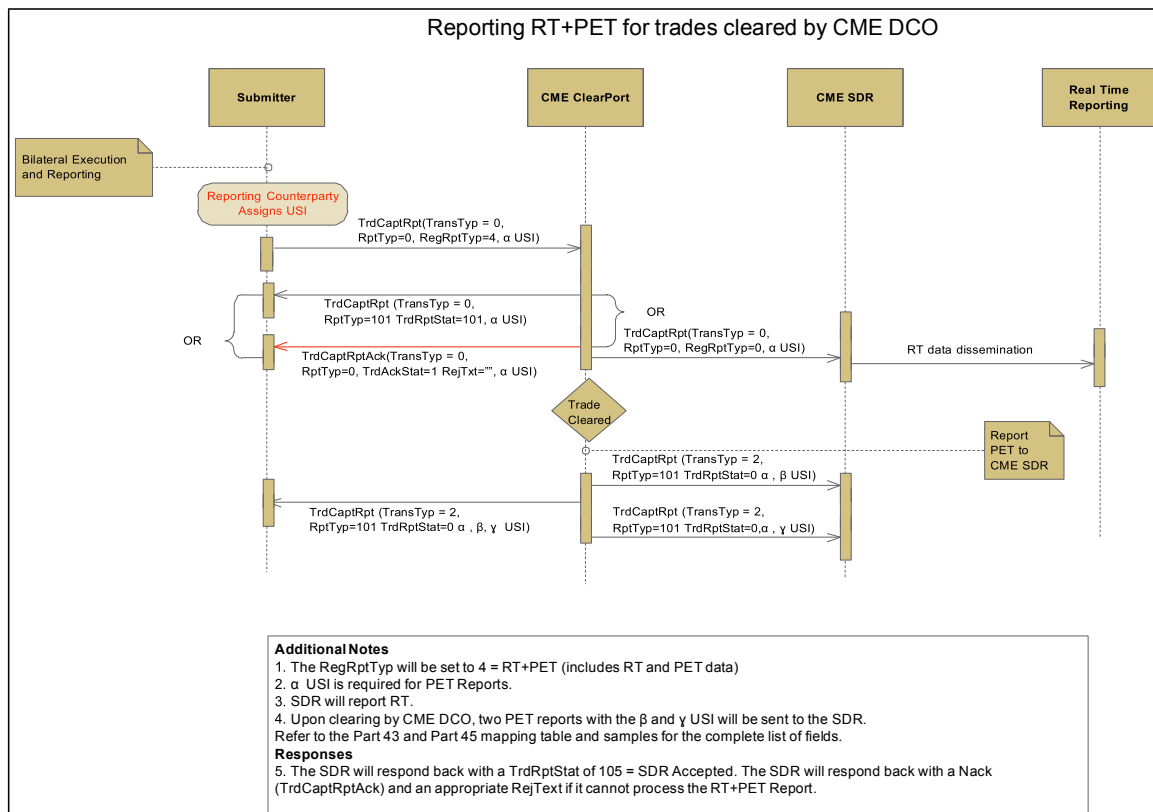 Reporting RT+PET for trades cleared by CME DCO
Submitter
CME ClearPort
CME SDR
Real Time
Reporting
Bilateral Execution
and Reporting
Reporting Counterparty
Assigns USI
TrdCaptRpt(TransTyp = 0,
RptTyp=0, RegRptTyp=4, α USI)
TrdCaptRpt (TransTyp = 0,
RptTyp=101 TrdRptStat=101, α USI)
OR
OR
TrdCaptRpt(TransTyp = 0,
RptTyp=0, RegRptTyp=0, α USI)
RT data dissemination
TrdCaptRptAck(TransTyp = 0,
RptTyp=0, TrdAckStat=1 RejTxt="", α USI)
Trade
Cleared
Report
PET to
CME SDR
TrdCaptRpt (TransTyp = 2,
RptTyp=101 TrdRptStat=0 α , β USI)
TrdCaptRpt (TransTyp = 2,
RptTyp=101 TrdRptStat=0 α , β, ɣ USI)
TrdCaptRpt (TransTyp = 2,
RptTyp=101 TrdRptStat=0,α , ɣ USI)
Additional Notes
1. The RegRptTyp will be set to 4 = RT+PET (includes RT and PET data)
2. α USI is required for PET Reports.
3. SDR will report RT.
4. Upon clearing by CME DCO, two PET reports with the β and ɣ USI will be sent to the SDR.
Refer to the Part 43 and Part 45 mapping table and samples for the complete list of fields.
Responses
5. The SDR will respond back with a TrdRptStat of 105 = SDR Accepted. The SDR will respond back with a Nack
(TrdCaptRptAck) and an appropriate RejText if it cannot process the RT+PET Report.